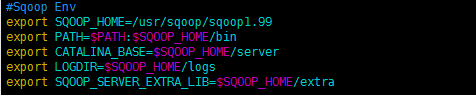 #Sqoop Env
export SQOOP_HOME=/usr/sqoop/sqoop1.99
export PATH=$PATH:$SQOOP_HOME/bin
export CATALINA_BASE=$SQOOP_HOME/server
export LOGDIR=$SQOOP_HOME/logs
export SQOOP_SERVER_EXTRA_LIB=$SQOOP_HOME/extra